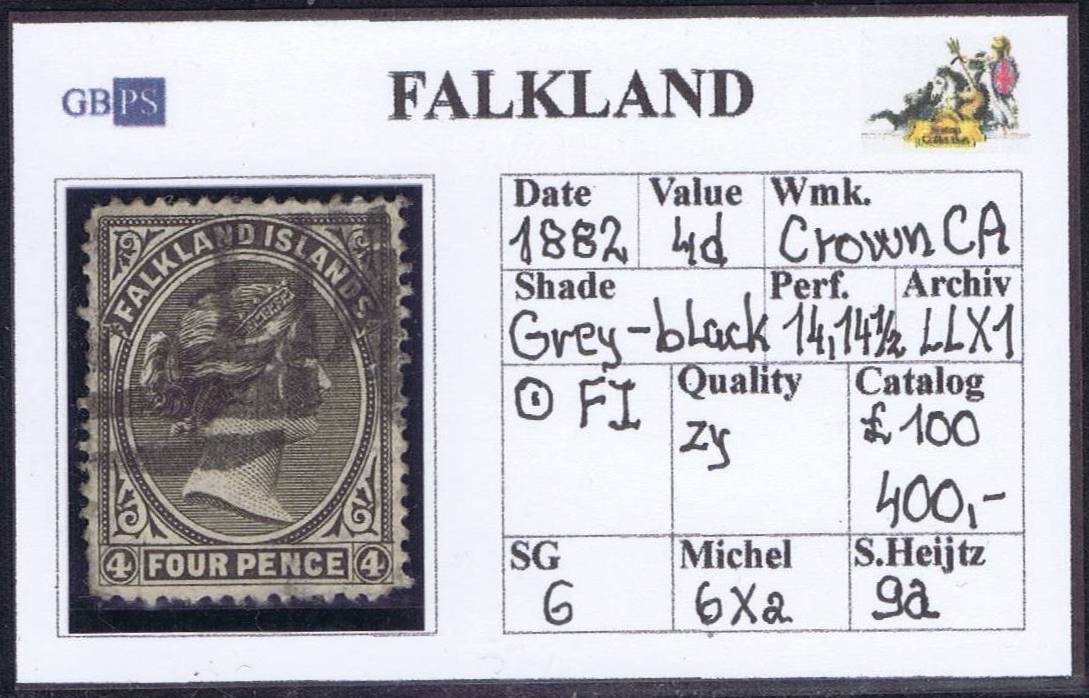 GBPS
FALKLAND
FALKLAND ISLANDS
4 FOUR PENCE 4
Date Value Wmk.
1882 4d Crown CA
Shade Perf. Archiv
Grey-black 14,14½ LLX1
Quality Catalog
FI zy £100
400,-
SG Michel S.Heijtz
6 6Xa 9a